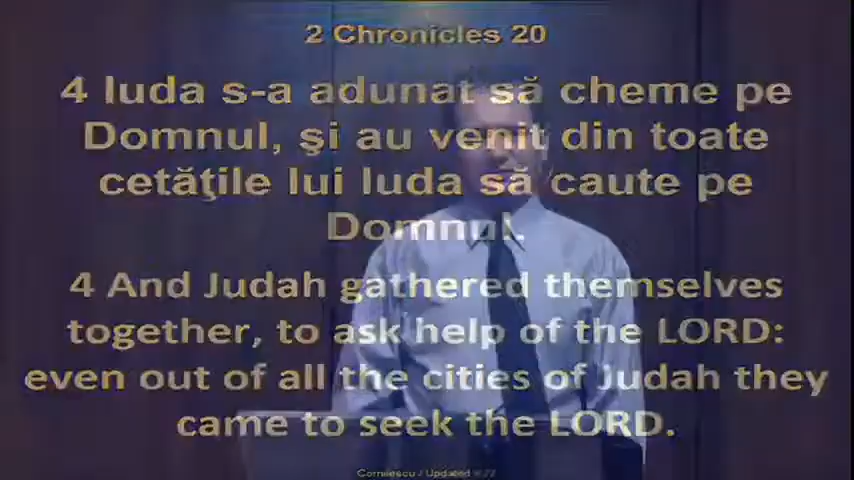 2 Chronicles 20
4 Iuda s-a adunat să cheme pe
Domnul, şi au venit din toate
cetăţile lui Iuda să caute pe
Domnul.
4 And Judah gathered themselves
together, to ask help of the LORD:
even out of all the cities of Judah they
came to seek the LORD.
Cornilescu / Updated